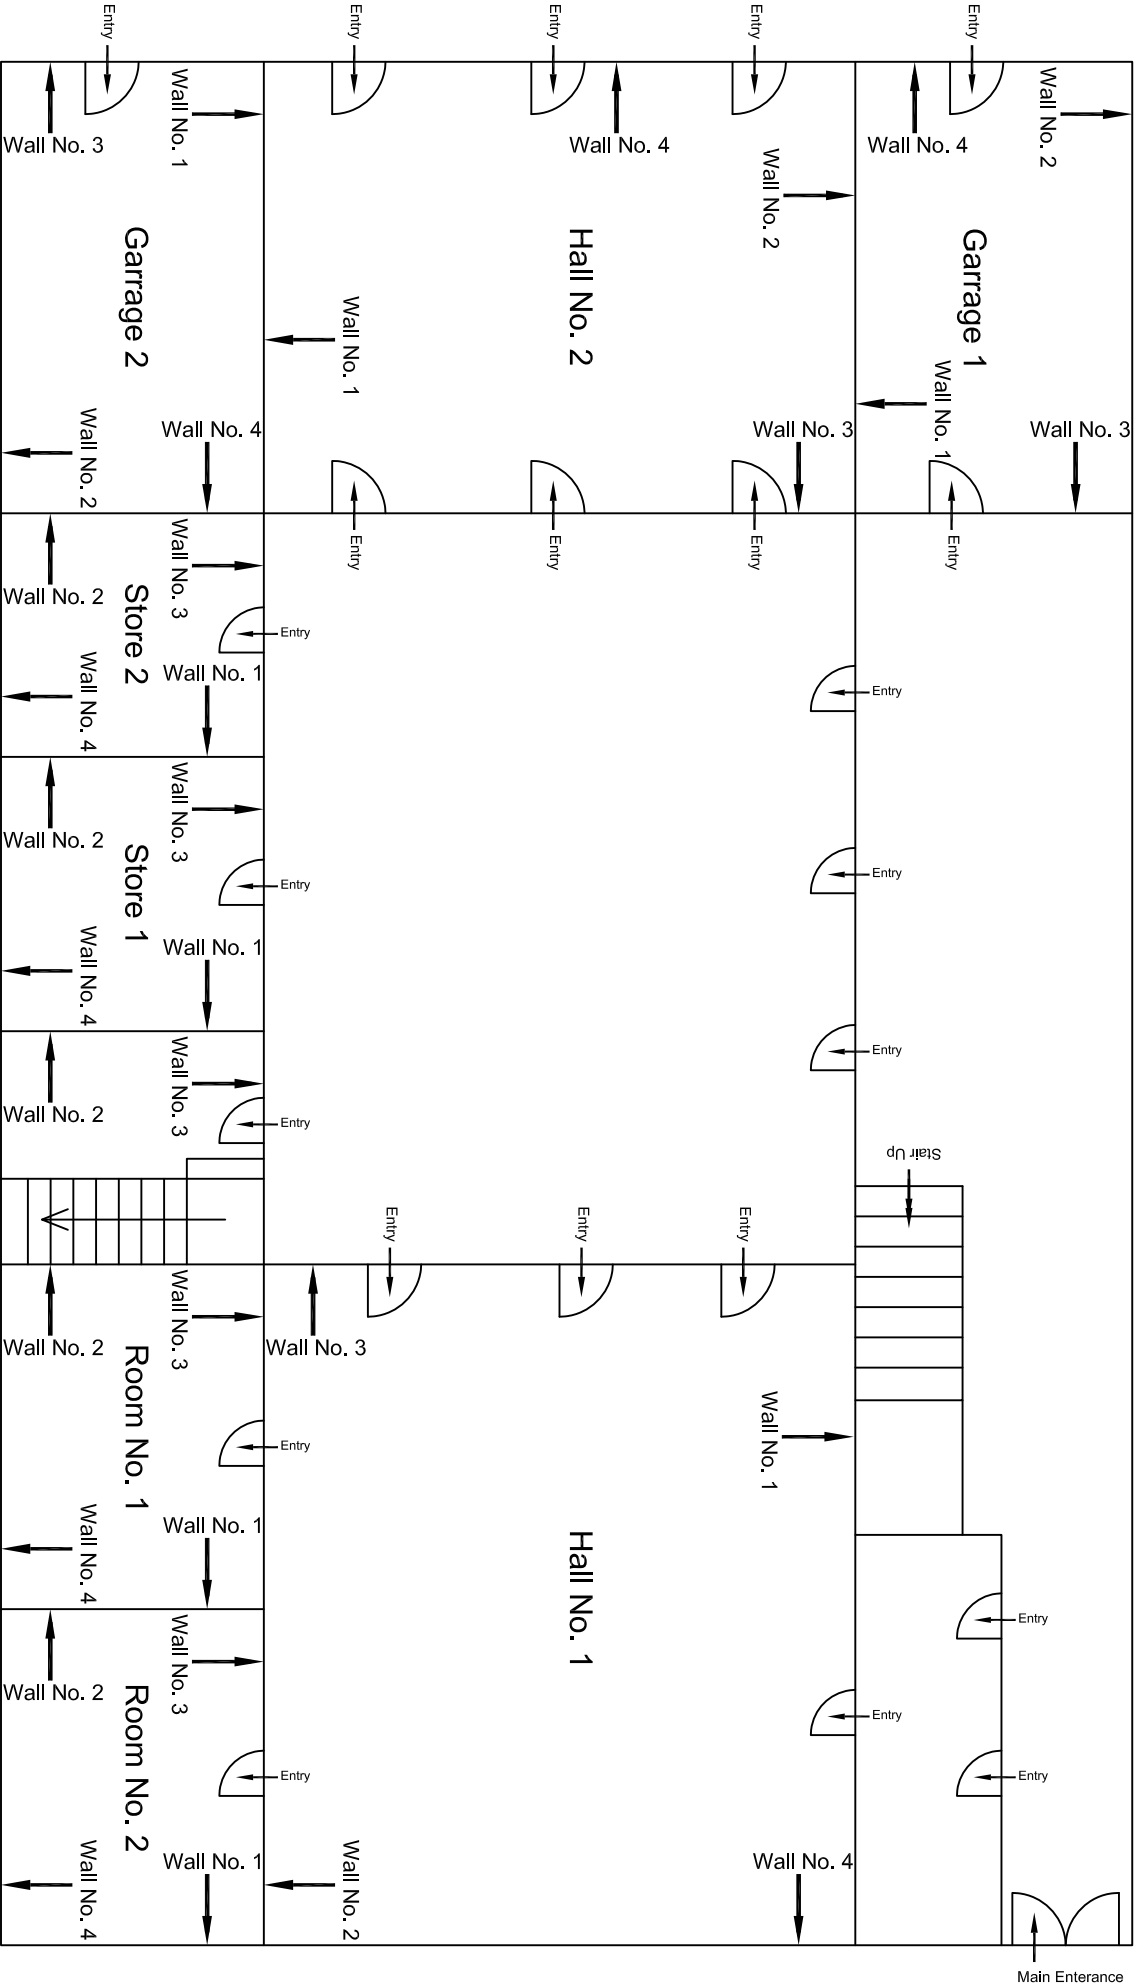 Entry
Entry
Entry
Entry
Entry
Wall No. 3
Wall No. 1
Wall No. 4
Wall No. 2
Wall No. 4
Wall No. 2
Garrage 2
Hall No. 2
Garrage 1
Wall No. 1
Wall No. 1
Wall No. 2
Wall No. 4
Wall No. 3
Wall No. 3
Entry
Entry
Entry
Entry
Wall No. 3
Wall No. 2
Store 2
Entry
Wall No. 4
Wall No. 1
Entry
Wall No. 3
Wall No. 2
Store 1
Entry
Entry
Wall No. 4
Wall No. 1
Wall No. 3
Wall No. 2
Entry
Entry
Stair Up
Entry
Entry
Entry
Wall No. 3
Wall No. 2
Wall No. 3
Room No. 1
Entry
Wall No. 1
Wall No. 4
Wall No. 1
Hall No. 1
Wall No. 3
Wall No. 2
Room No. 2
Entry
Entry
Entry
Entry
Wall No. 4
Wall No. 1
Wall No. 2
Wall No. 4
Main Enterance